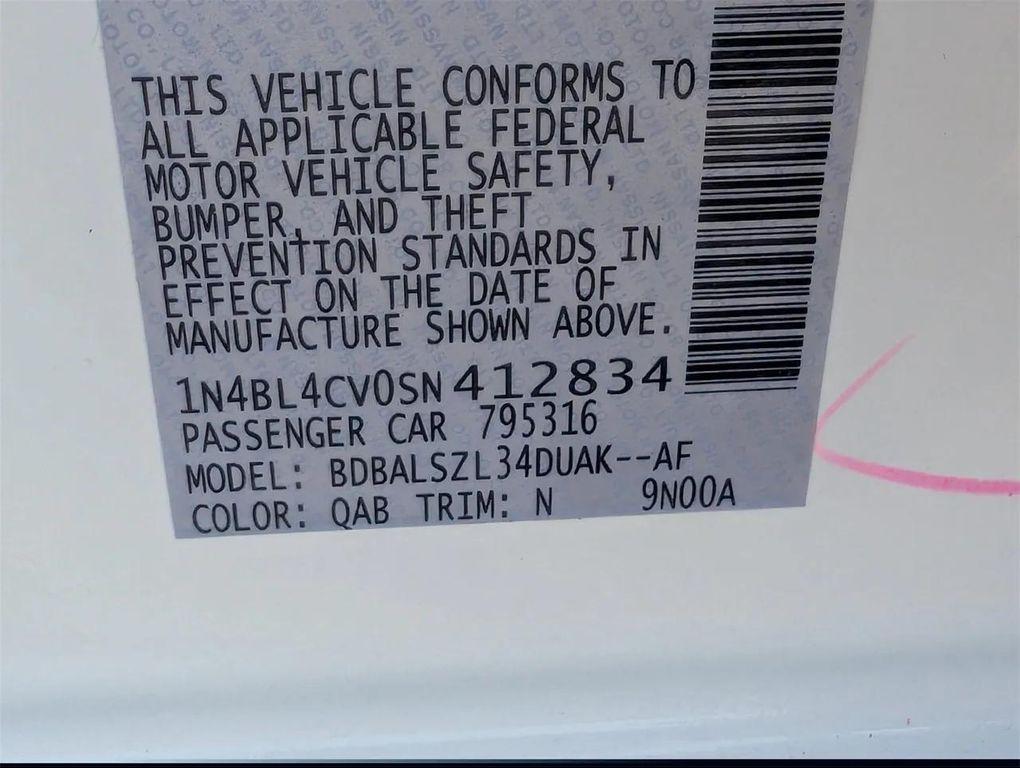 THIS VEHICLE CONFORMS TO
ALL APPLICABLE FEDERAL
MOTOR VEHICLE SAFETY,
BUMPER, AND THEFT
PREVENTION STANDARDS IN
EFFECT ON THE DATE OF
MANUFACTURE SHOWN ABOVE.
1N4BL4CV0SN412834
PASSENGER CAR 795316
MODEL: BDBALSZL34DUAK--AF
COLOR: QAB TRIM: N 9N00A